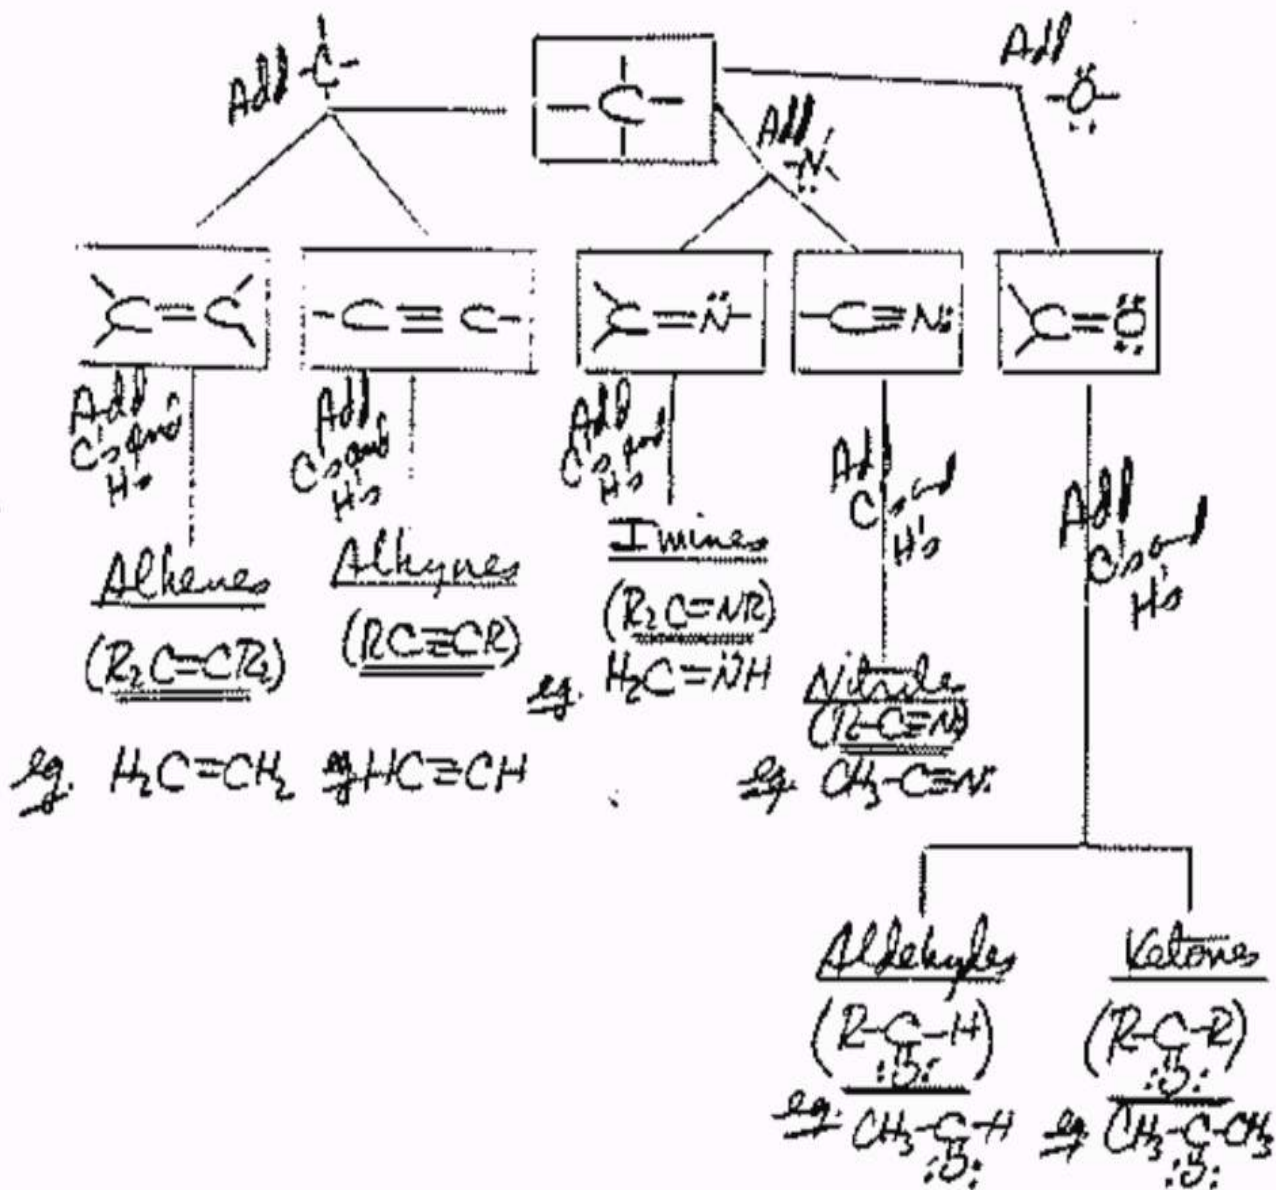 Add -C-
-C-
Add -N-
Add -Ö-
C=C
-C≡C-
C=N̈-
-C≡N:
C=Ö
Add
C's and
H's
Add
C's and
H's
Add
C's and
H's
Add
C's and
H's
Add
C's and
H's
Alkenes
(R₂C=CR₂)
eg. H₂C=CH₂
Alkynes
(RC≡CR)
eg HC≡CH
Imines
(R₂C=NR)
eg. H₂C=N̈H
Nitrile
(R-C≡N)
eg. CH₃-C≡N:
Aldehydes
(R-C-H)
:O:
eg. CH₃-C-H
:O:
Ketones
(R-C-R)
:O:
eg. CH₃-C-CH₃
:O: